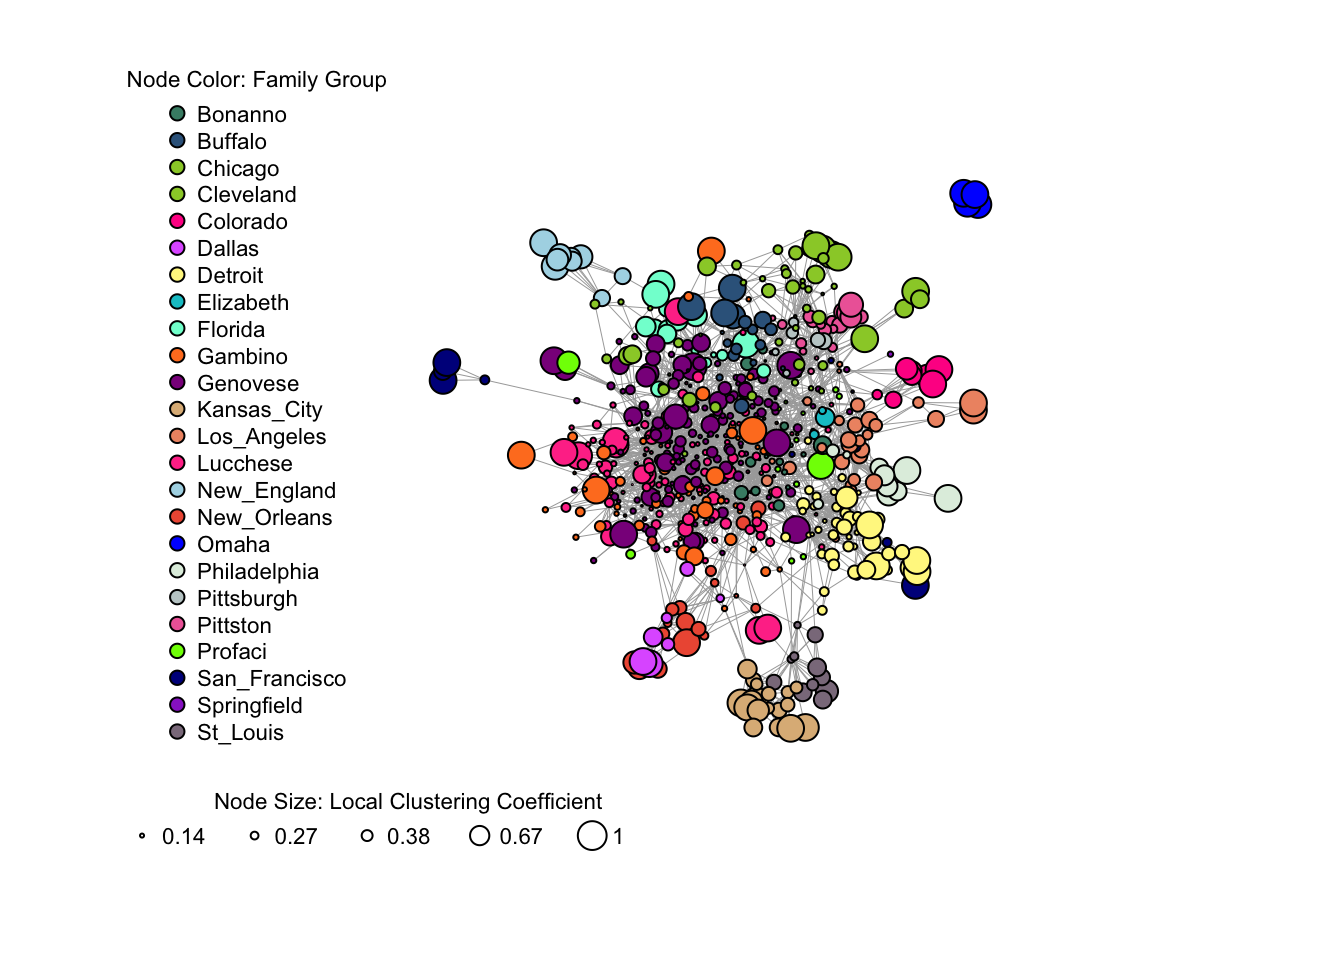 Node Color: Family Group
Bonanno
Buffalo
Chicago
Cleveland
Colorado
Dallas
Detroit
Elizabeth
Florida
Gambino
Genovese
Kansas_City
Los_Angeles
Lucchese
New_England
New_Orleans
Omaha
Philadelphia
Pittsburgh
Pittston
Profaci
San_Francisco
Springfield
St_Louis
Node Size: Local Clustering Coefficient
0.14 0.27 0.38 0.67 1